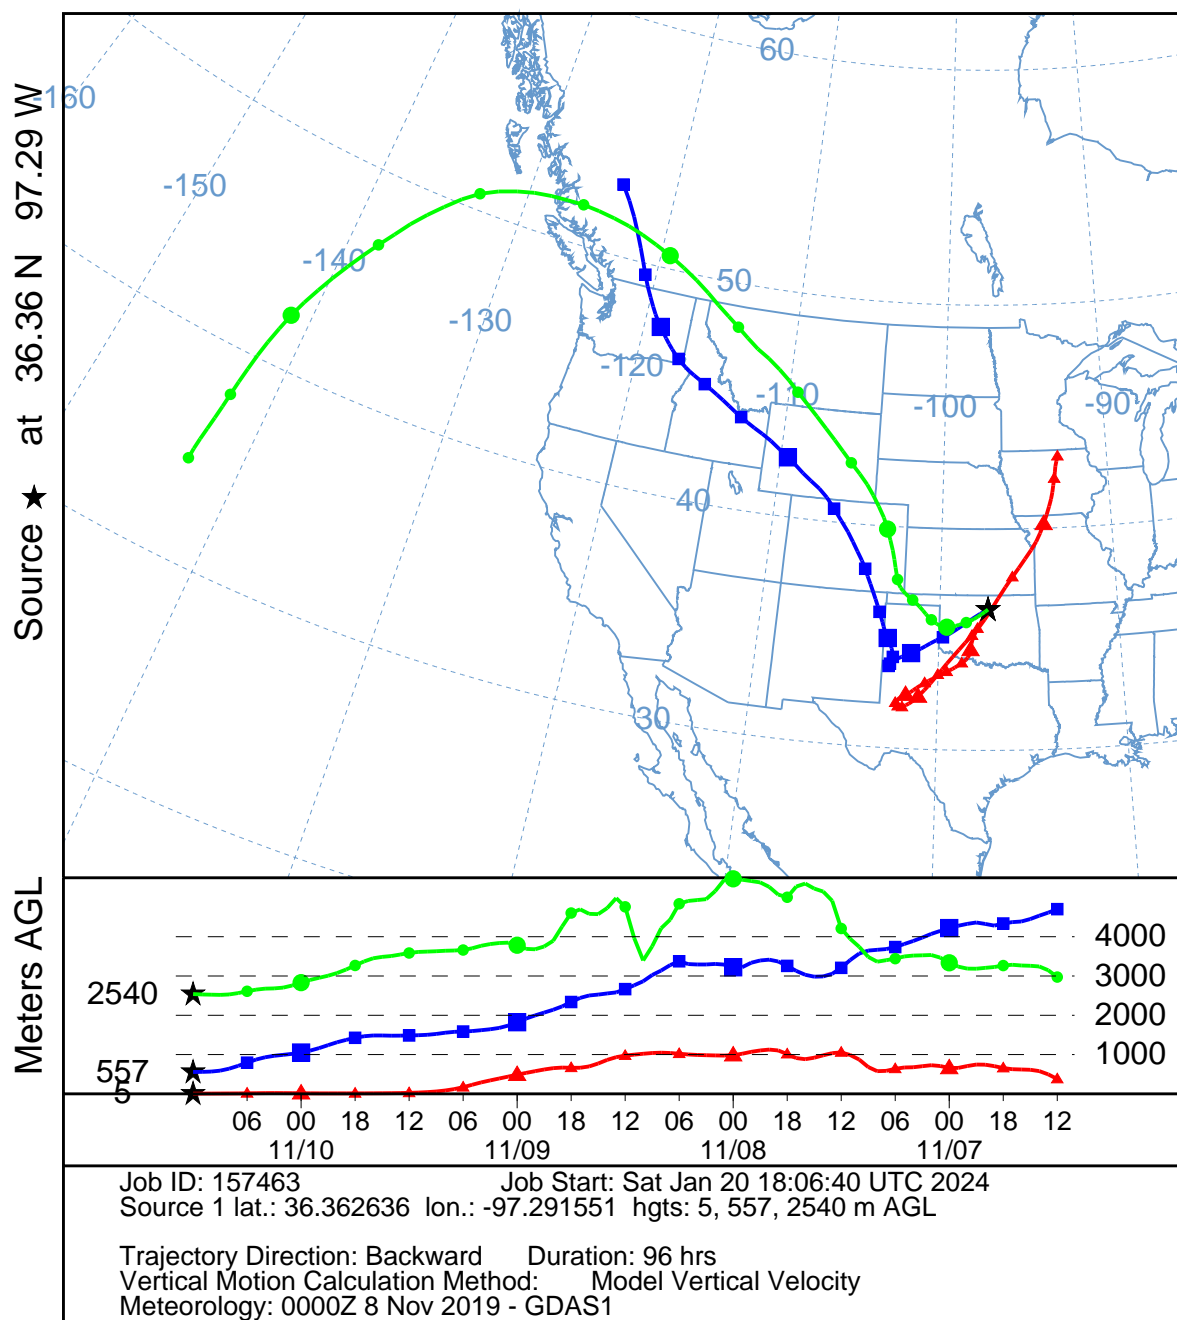 Source ★ at 36.36 N 97.29 W
-160
60
-150
-140
50
-130
-120
-110
-100
-90
40
30
Meters AGL
4000
3000
2540
2000
1000
557
5
06 00 18 12 06 00 18 12 06 00 18 12 06 00 18 12
11/10 11/09 11/08 11/07
Job ID: 157463 Job Start: Sat Jan 20 18:06:40 UTC 2024
Source 1 lat.: 36.362636 lon.: -97.291551 hgts: 5, 557, 2540 m AGL
Trajectory Direction: Backward Duration: 96 hrs
Vertical Motion Calculation Method: Model Vertical Velocity
Meteorology: 0000Z 8 Nov 2019 - GDAS1